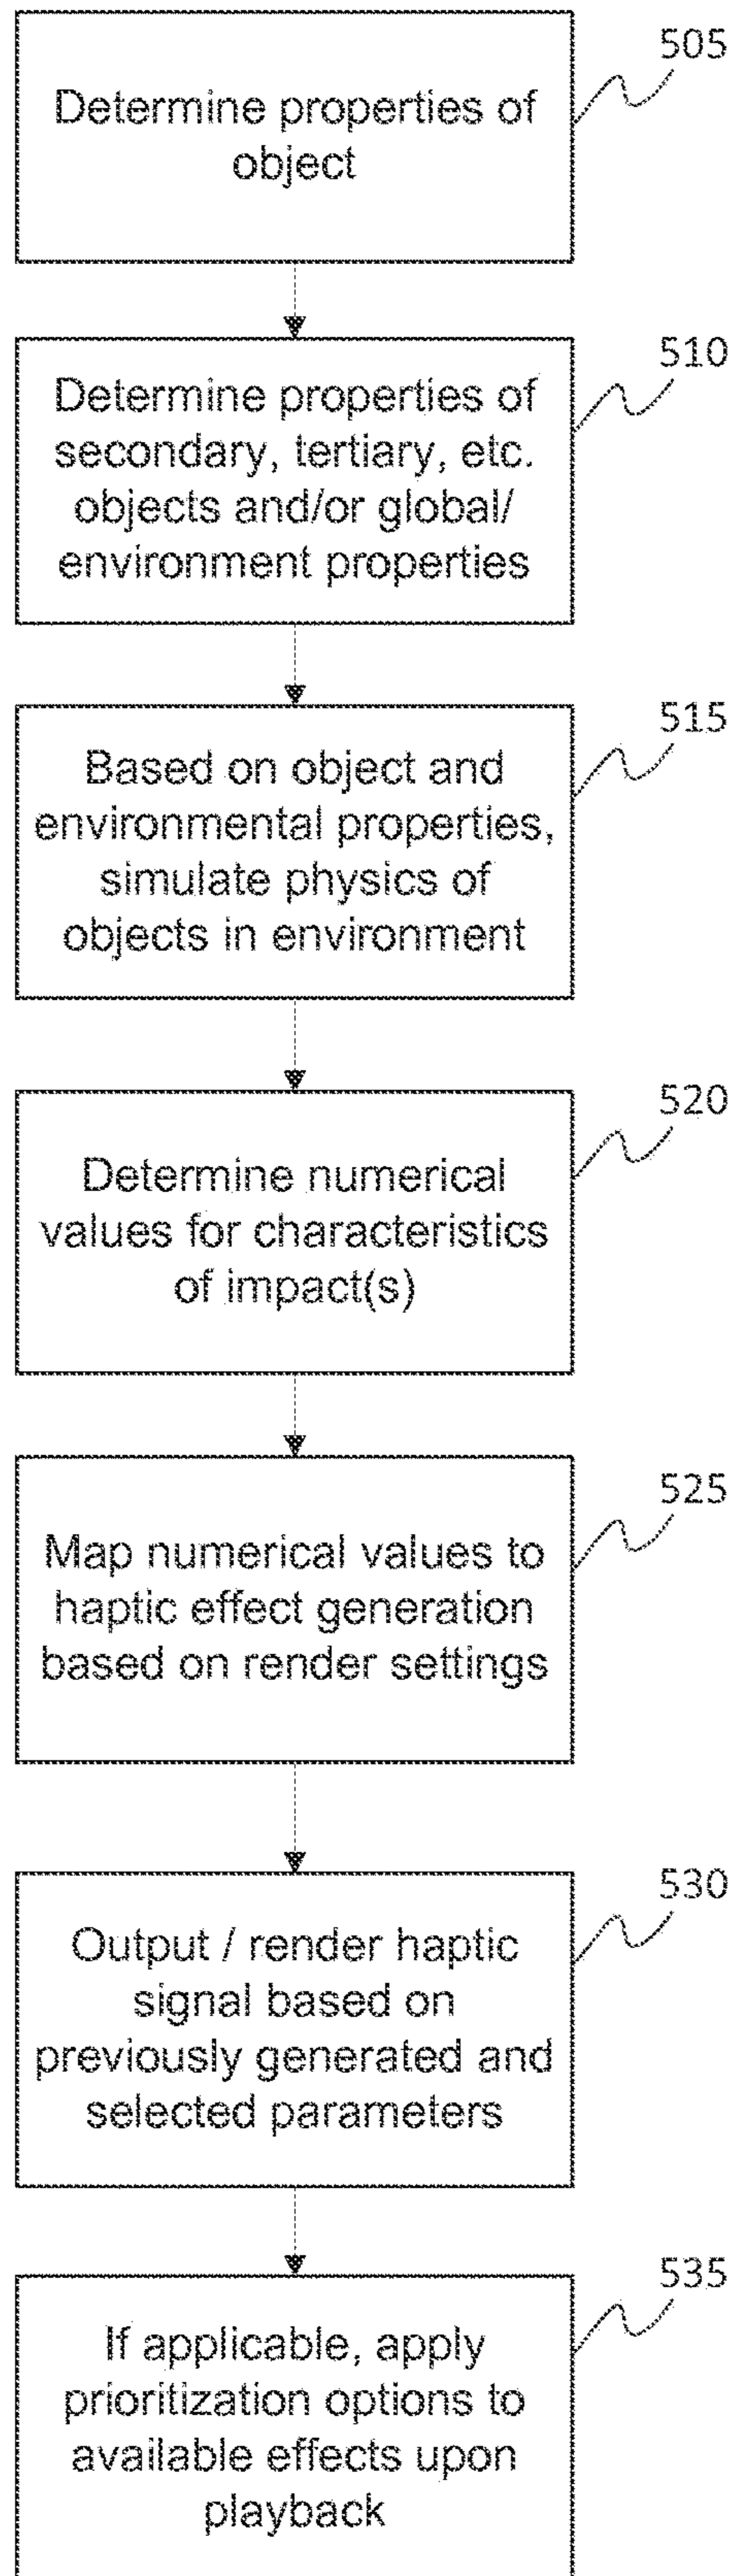 505
Determine properties of
object
510
Determine properties of
secondary, tertiary, etc.
objects and/or global/
environment properties
515
Based on object and
environmental properties,
simulate physics of
objects in environment
520
Determine numerical
values for characteristics
of impact(s)
525
Map numerical values to
haptic effect generation
based on render settings
530
Output / render haptic
signal based on
previously generated and
selected parameters
535
If applicable, apply
prioritization options to
available effects upon
playback